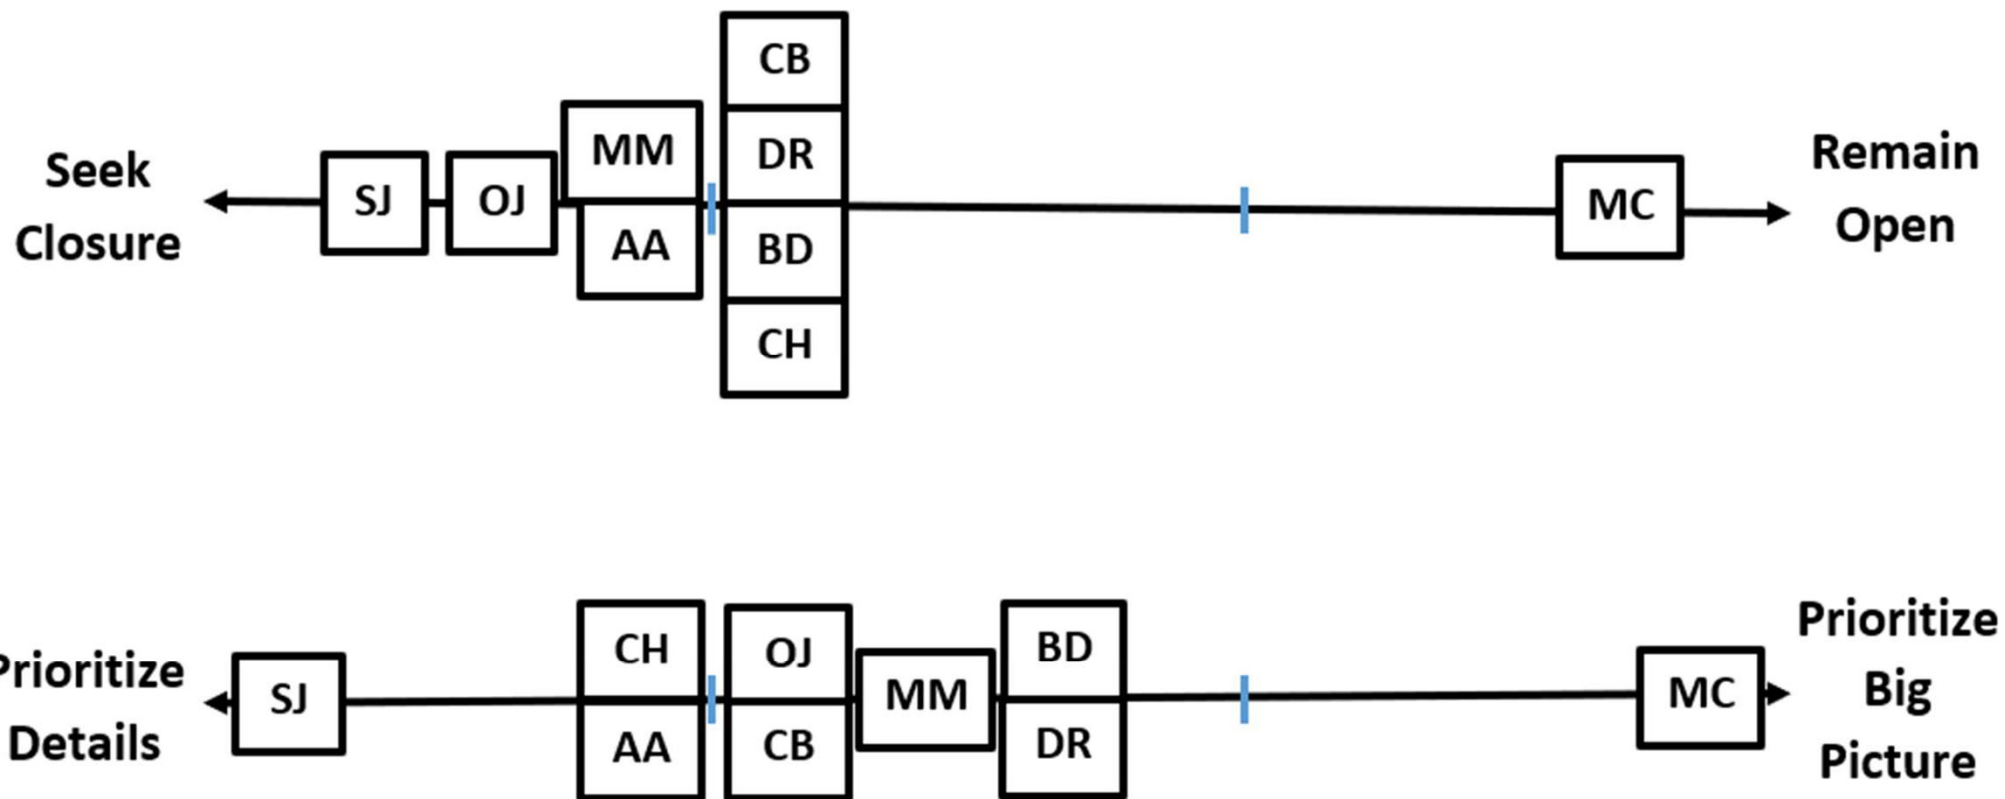 CB
MM
DR
Seek
Closure
SJ
OJ
AA
BD
MC
Remain
Open
CH
CH
OJ
BD
Prioritize
Big
Picture
Prioritize
Details
SJ
MM
MC
AA
CB
DR